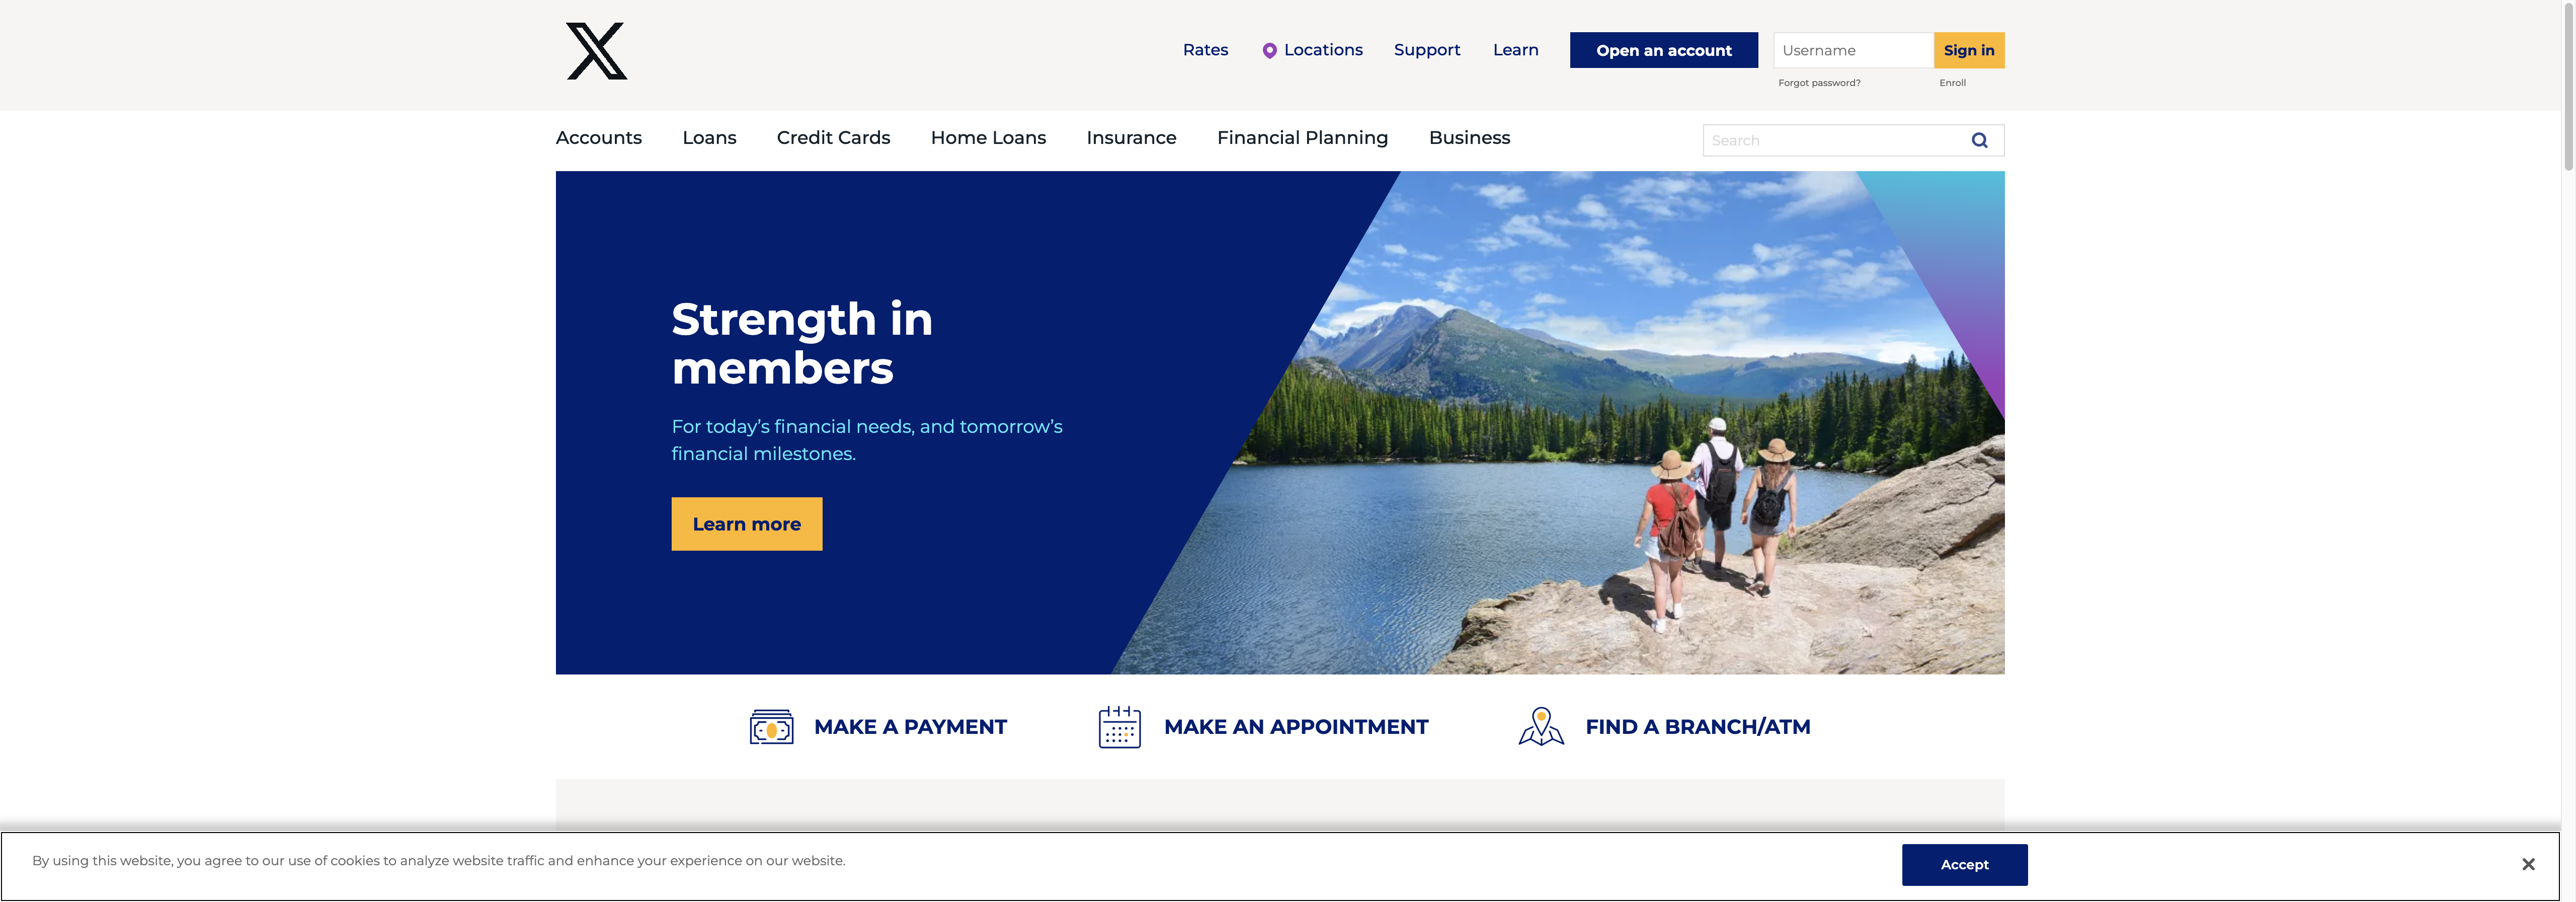 Rates
Locations
Support
Learn
Open an account
Username
Sign in
Forgot password?
Enroll
Accounts
Loans
Credit Cards
Home Loans
Insurance
Financial Planning
Business
Search
Strength in
members
For today’s financial needs, and tomorrow’s
financial milestones.
Learn more
MAKE A PAYMENT
MAKE AN APPOINTMENT
FIND A BRANCH/ATM
By using this website, you agree to our use of cookies to analyze website traffic and enhance your experience on our website.
Accept